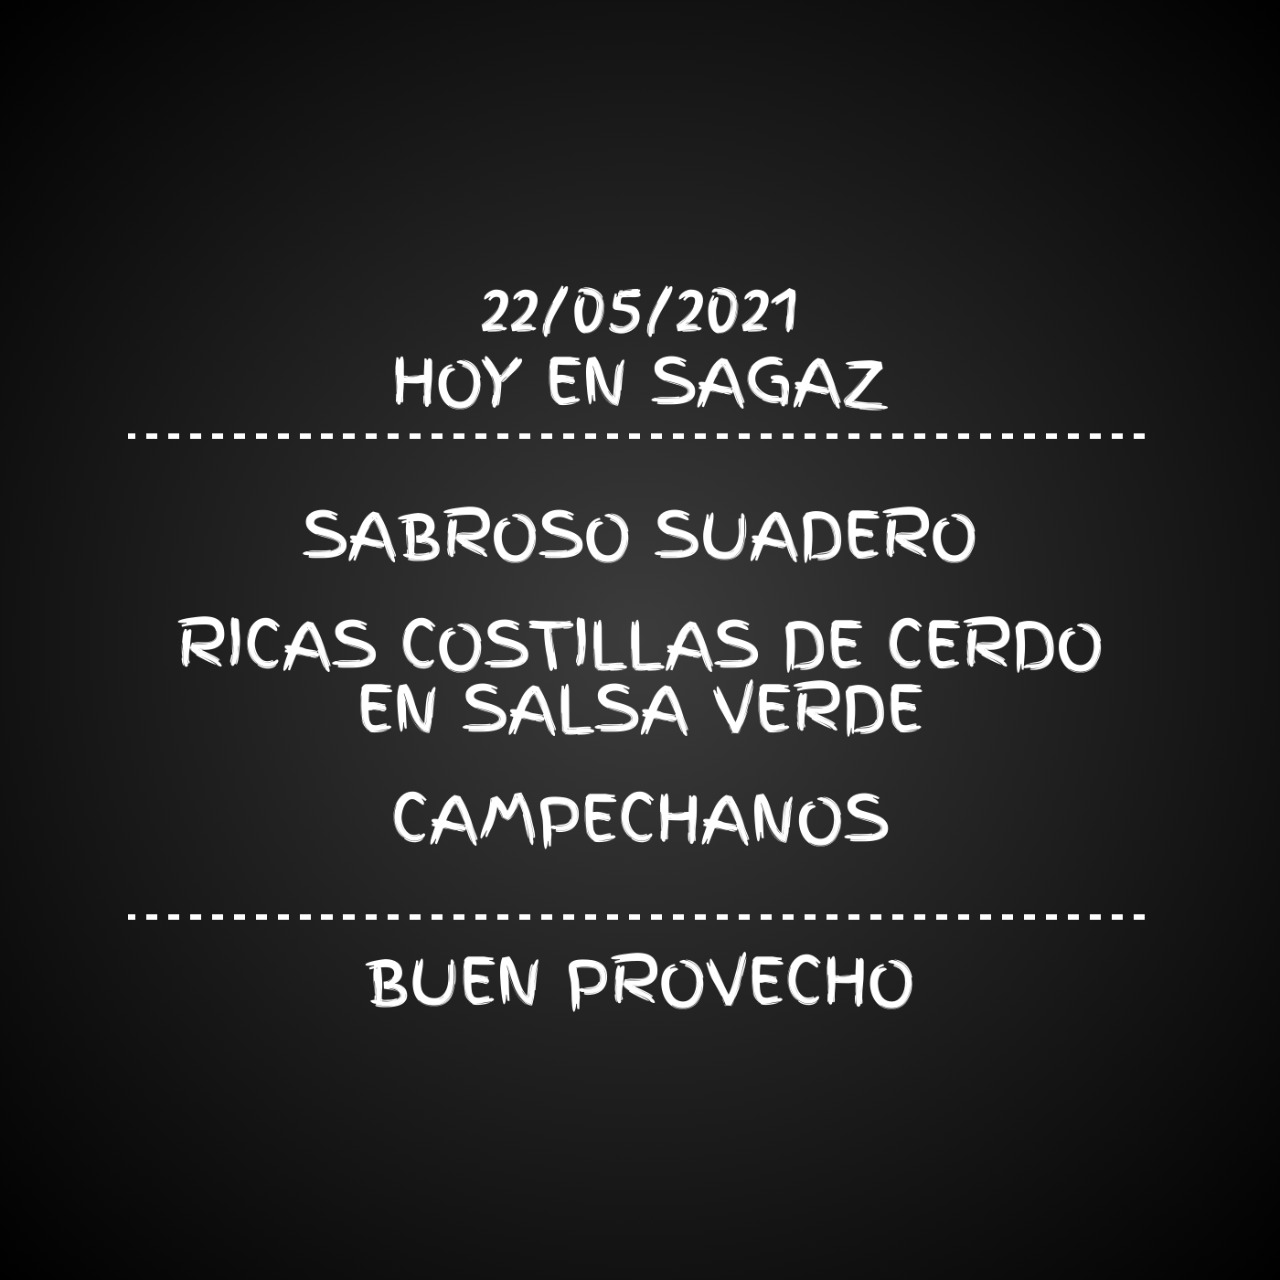 22/05/2021
HOY EN SAGAZ
SABROSO SUADERO
RICAS COSTILLAS DE CERDO
EN SALSA VERDE
CAMPECHANOS
BUEN PROVECHO